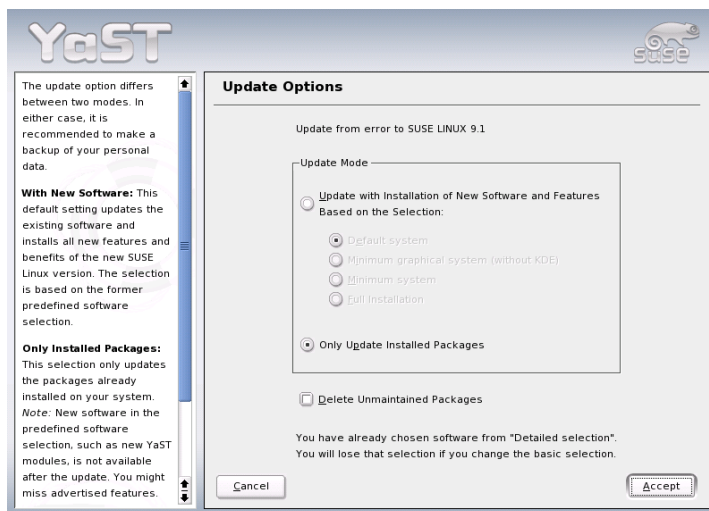 YaST
SUSE
The update option differs
between two modes. In
either case, it is
recommended to make a
backup of your personal
data.
With New Software: This
default setting updates the
existing software and
installs all new features and
benefits of the new SUSE
Linux version. The selection
is based on the former
predefined software
selection.
Only Installed Packages:
This selection only updates
the packages already
installed on your system.
Note: New software in the
predefined software
selection, such as new YaST
modules, is not available
after the update. You might
miss advertised features.
Update Options
Update from error to SUSE LINUX 9.1
Update Mode
Update with Installation of New Software and Features
Based on the Selection:
Default system
Minimum graphical system (without KDE)
Minimum system
Full Installation
Only Update Installed Packages
Delete Unmaintained Packages
You have already chosen software from "Detailed selection".
You will lose that selection if you change the basic selection.
Cancel
Accept